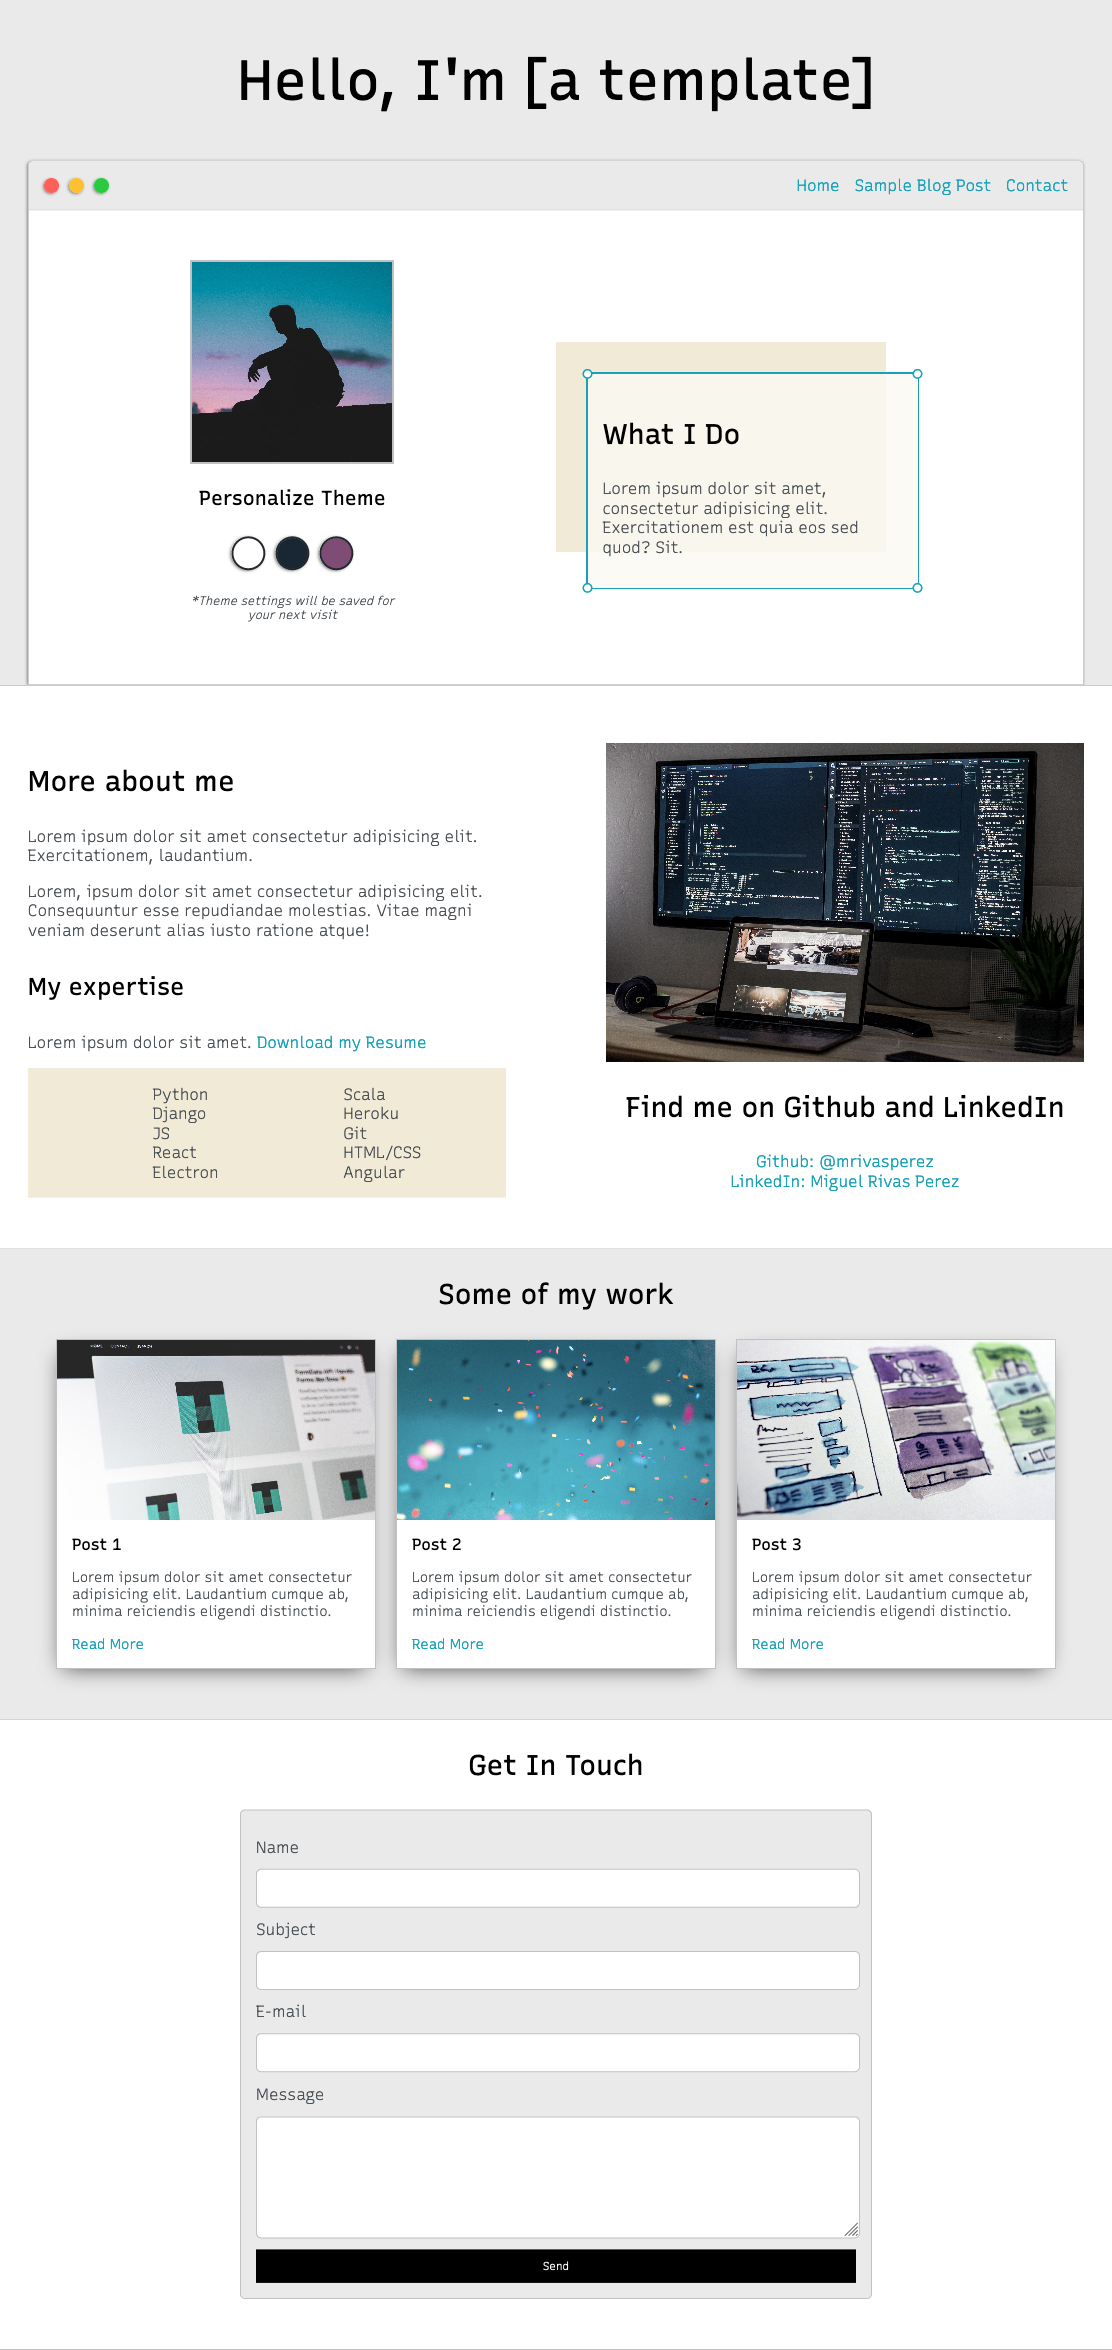 Hello, I'm [a template]
Home Sample Blog Post Contact
Personalize Theme
*Theme settings will be saved for
your next visit
What I Do
Lorem ipsum dolor sit amet,
consectetur adipisicing elit.
Exercitationem est quia eos sed
quod? Sit.
More about me
Lorem ipsum dolor sit amet consectetur adipisicing elit.
Exercitationem, laudantium.
Lorem, ipsum dolor sit amet consectetur adipisicing elit.
Consequuntur esse repudiandae molestias. Vitae magni
veniam deserunt alias iusto ratione atque!
My expertise
Lorem ipsum dolor sit amet. Download my Resume
Python
Django
JS
React
Electron
Scala
Heroku
Git
HTML/CSS
Angular
Find me on Github and LinkedIn
Github: @mrivasperez
LinkedIn: Miguel Rivas Perez
Some of my work
Post 1
Lorem ipsum dolor sit amet consectetur
adipisicing elit. Laudantium cumque ab,
minima reiciendis eligendi distinctio.
Read More
Post 2
Lorem ipsum dolor sit amet consectetur
adipisicing elit. Laudantium cumque ab,
minima reiciendis eligendi distinctio.
Read More
Post 3
Lorem ipsum dolor sit amet consectetur
adipisicing elit. Laudantium cumque ab,
minima reiciendis eligendi distinctio.
Read More
Get In Touch
Name
Subject
E-mail
Message
Send